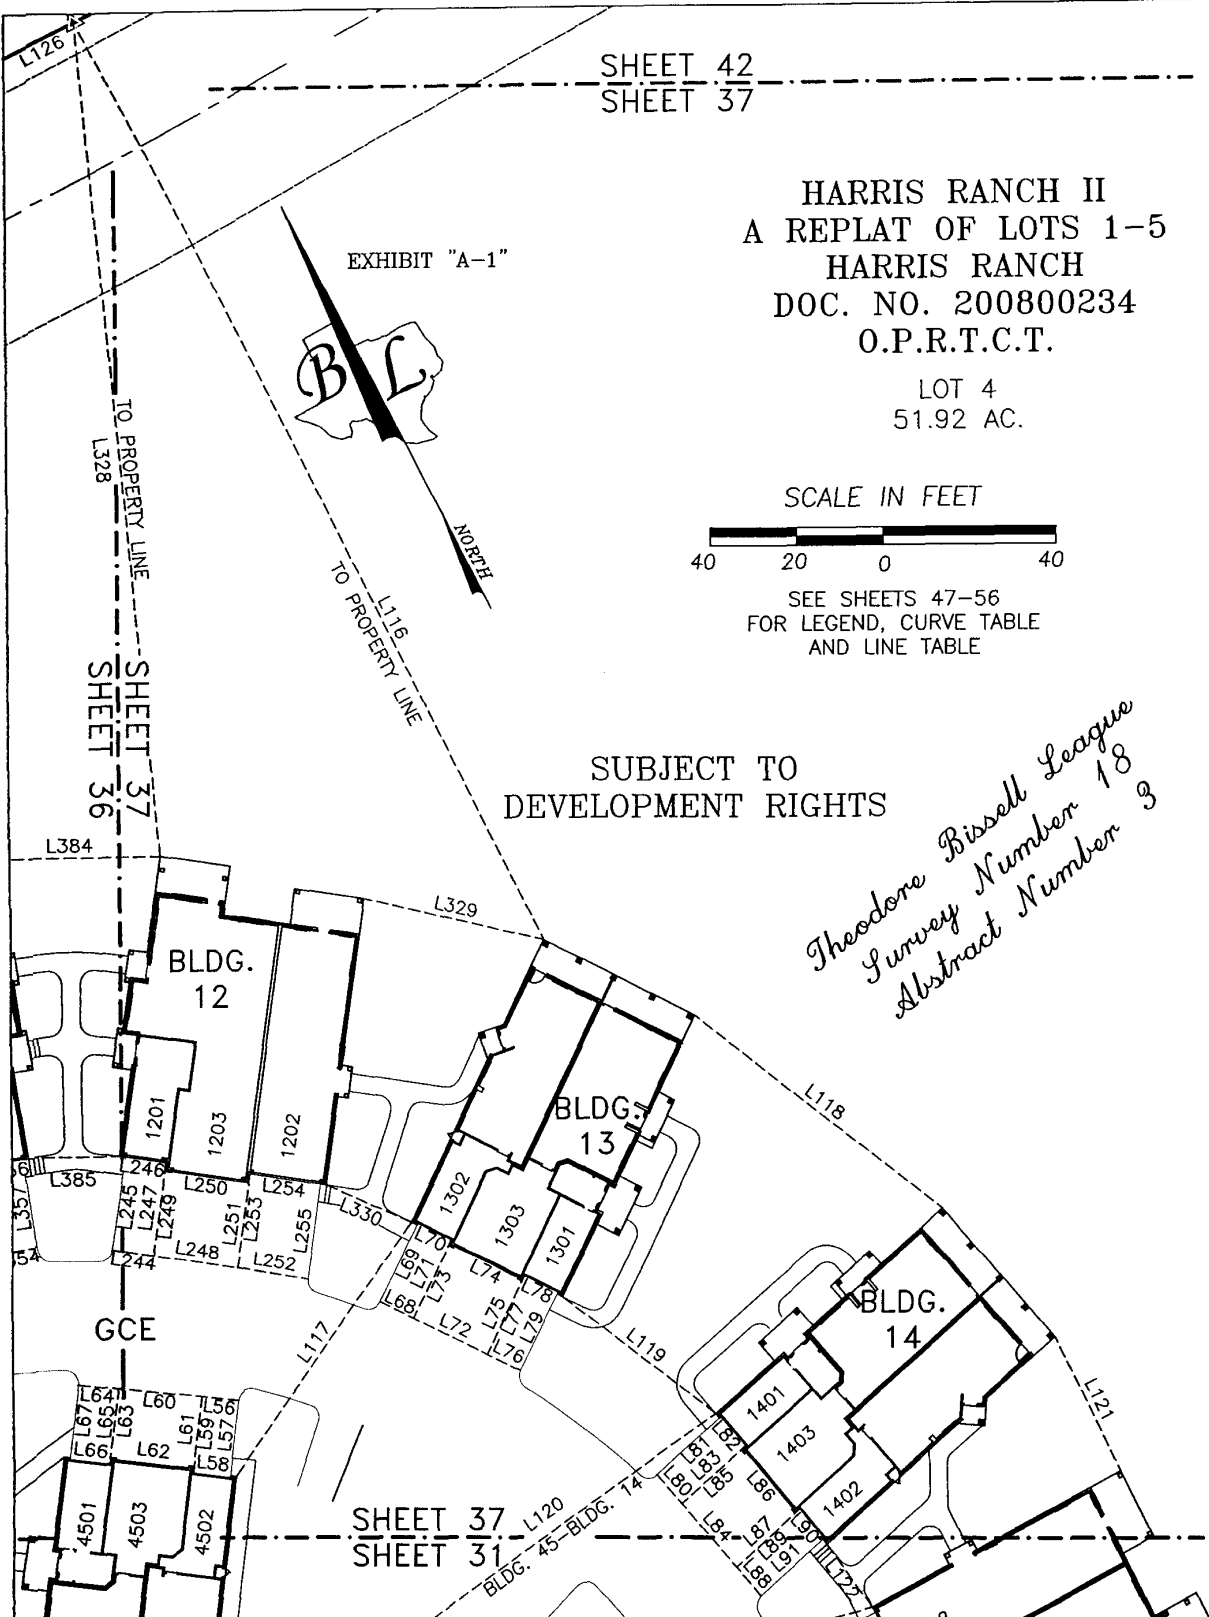 L126
SHEET 42
SHEET 37
HARRIS RANCH II
A REPLAT OF LOTS 1-5
HARRIS RANCH
DOC. NO. 200800234
O.P.R.T.C.T.
LOT 4
51.92 AC.
EXHIBIT "A-1"
B L
NORTH
SCALE IN FEET
40 20 0 40
SEE SHEETS 47-56
FOR LEGEND, CURVE TABLE
AND LINE TABLE
TO PROPERTY LINE
L328
L116
TO PROPERTY LINE
SHEET 37
SHEET 36
SUBJECT TO
DEVELOPMENT RIGHTS
Theodore Bissell League
Survey Number 18
Abstract Number 3
L384
L329
BLDG.
12
1201
1203
1202
BLDG.
13
L118
1302
1303
1301
L385
L246
L250
L254
L330
L357
L245
L247
L249
L251
L253
L255
L244
L248
L252
L70
L74
L78
L69
L71
L73
L75
L77
L79
L68
L72
L76
L117
L119
GCE
BLDG.
14
1401
1403
1402
L121
L64
L60
L56
L67
L65
L63
L61
L59
L57
L66
L62
L58
4501
4503
4502
L82
L81
L83
L85
L80
L86
L84
L87
L89
L91
L88
L90
L122
L120
BLDG. 45-BLDG. 14
SHEET 37
SHEET 31